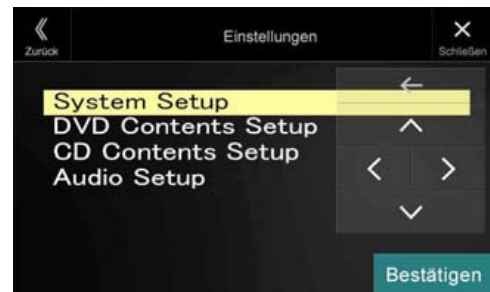 Zurück
Einstellungen
Schließen
System Setup
DVD Contents Setup
CD Contents Setup
Audio Setup
Bestätigen